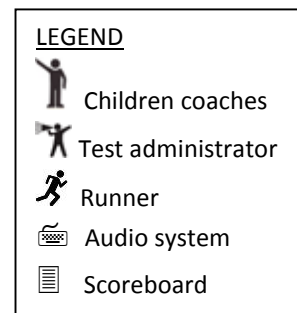 LEGEND
Children coaches
Test administrator
Runner
Audio system
Scoreboard